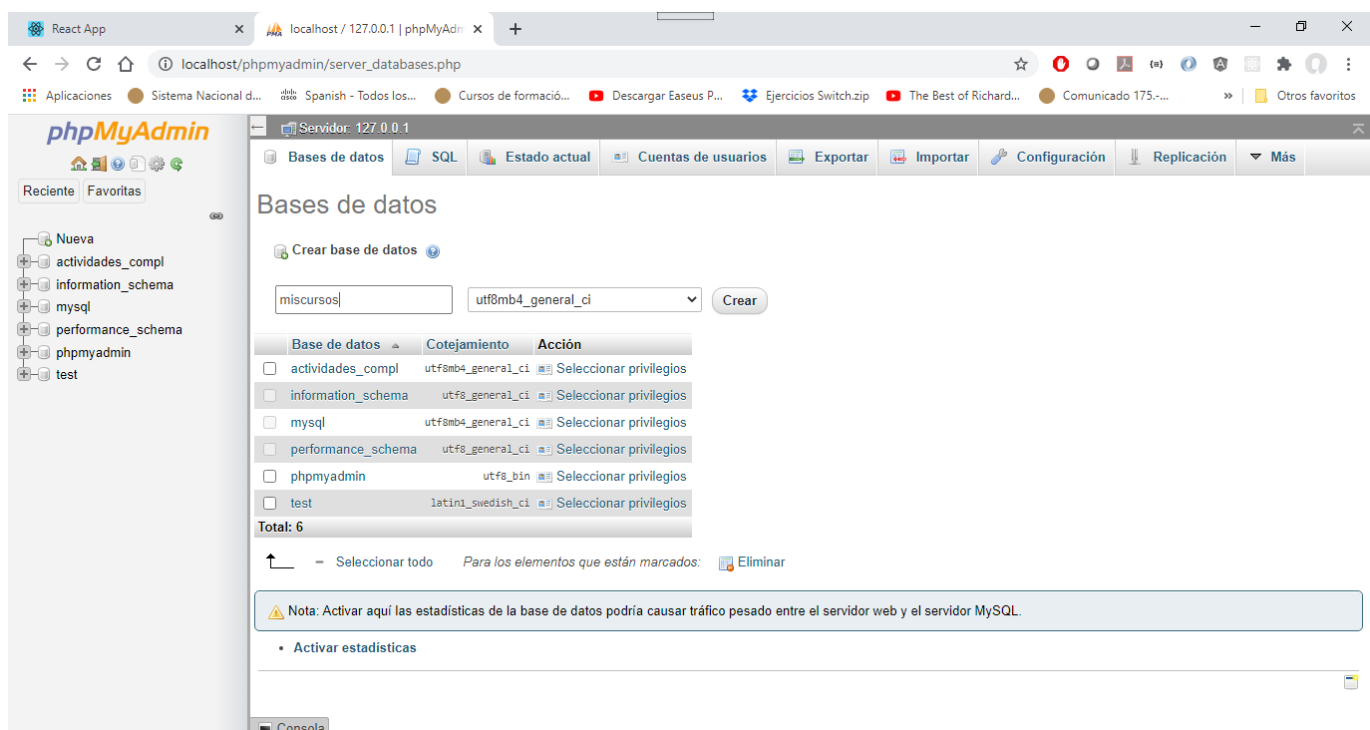 React App
localhost / 127.0.0.1 | phpMyAdm
localhost/phpmyadmin/server_databases.php
Aplicaciones Sistema Nacional d... Spanish - Todos los... Cursos de formació... Descargar Easeus P... Ejercicios Switch.zip The Best of Richard... Comunicado 175.-... » Otros favoritos
phpMyAdmin
Reciente Favoritas
Nueva
actividades_compl
information_schema
mysql
performance_schema
phpmyadmin
test
Servidor: 127.0.0.1
Bases de datos SQL Estado actual Cuentas de usuarios Exportar Importar Configuración Replicación Más
Bases de datos
Crear base de datos
miscursos utf8mb4_general_ci Crear
Base de datos Cotejamiento Acción
actividades_compl utf8mb4_general_ci Seleccionar privilegios
information_schema utf8_general_ci Seleccionar privilegios
mysql utf8mb4_general_ci Seleccionar privilegios
performance_schema utf8_general_ci Seleccionar privilegios
phpmyadmin utf8_bin Seleccionar privilegios
test latin1_swedish_ci Seleccionar privilegios
Total: 6
Seleccionar todo Para los elementos que están marcados: Eliminar
Nota: Activar aquí las estadísticas de la base de datos podría causar tráfico pesado entre el servidor web y el servidor MySQL.
• Activar estadísticas
Consola